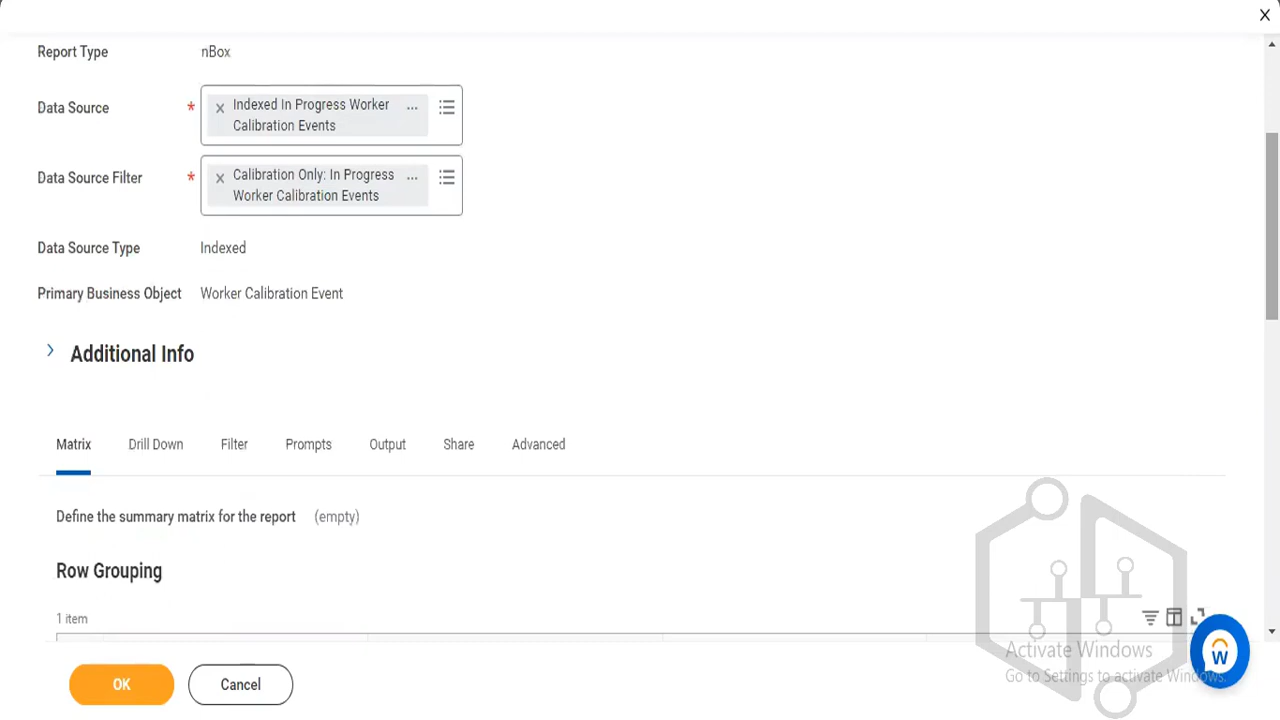 X
Report Type nBox
Data Source * × Indexed In Progress Worker ...
Calibration Events
Data Source Filter * × Calibration Only: In Progress ...
Worker Calibration Events
Data Source Type Indexed
Primary Business Object Worker Calibration Event
Additional Info
Matrix Drill Down Filter Prompts Output Share Advanced
Define the summary matrix for the report (empty)
Row Grouping
1 item
Activate Windows
Go to Settings to activate Windows.
W
OK Cancel